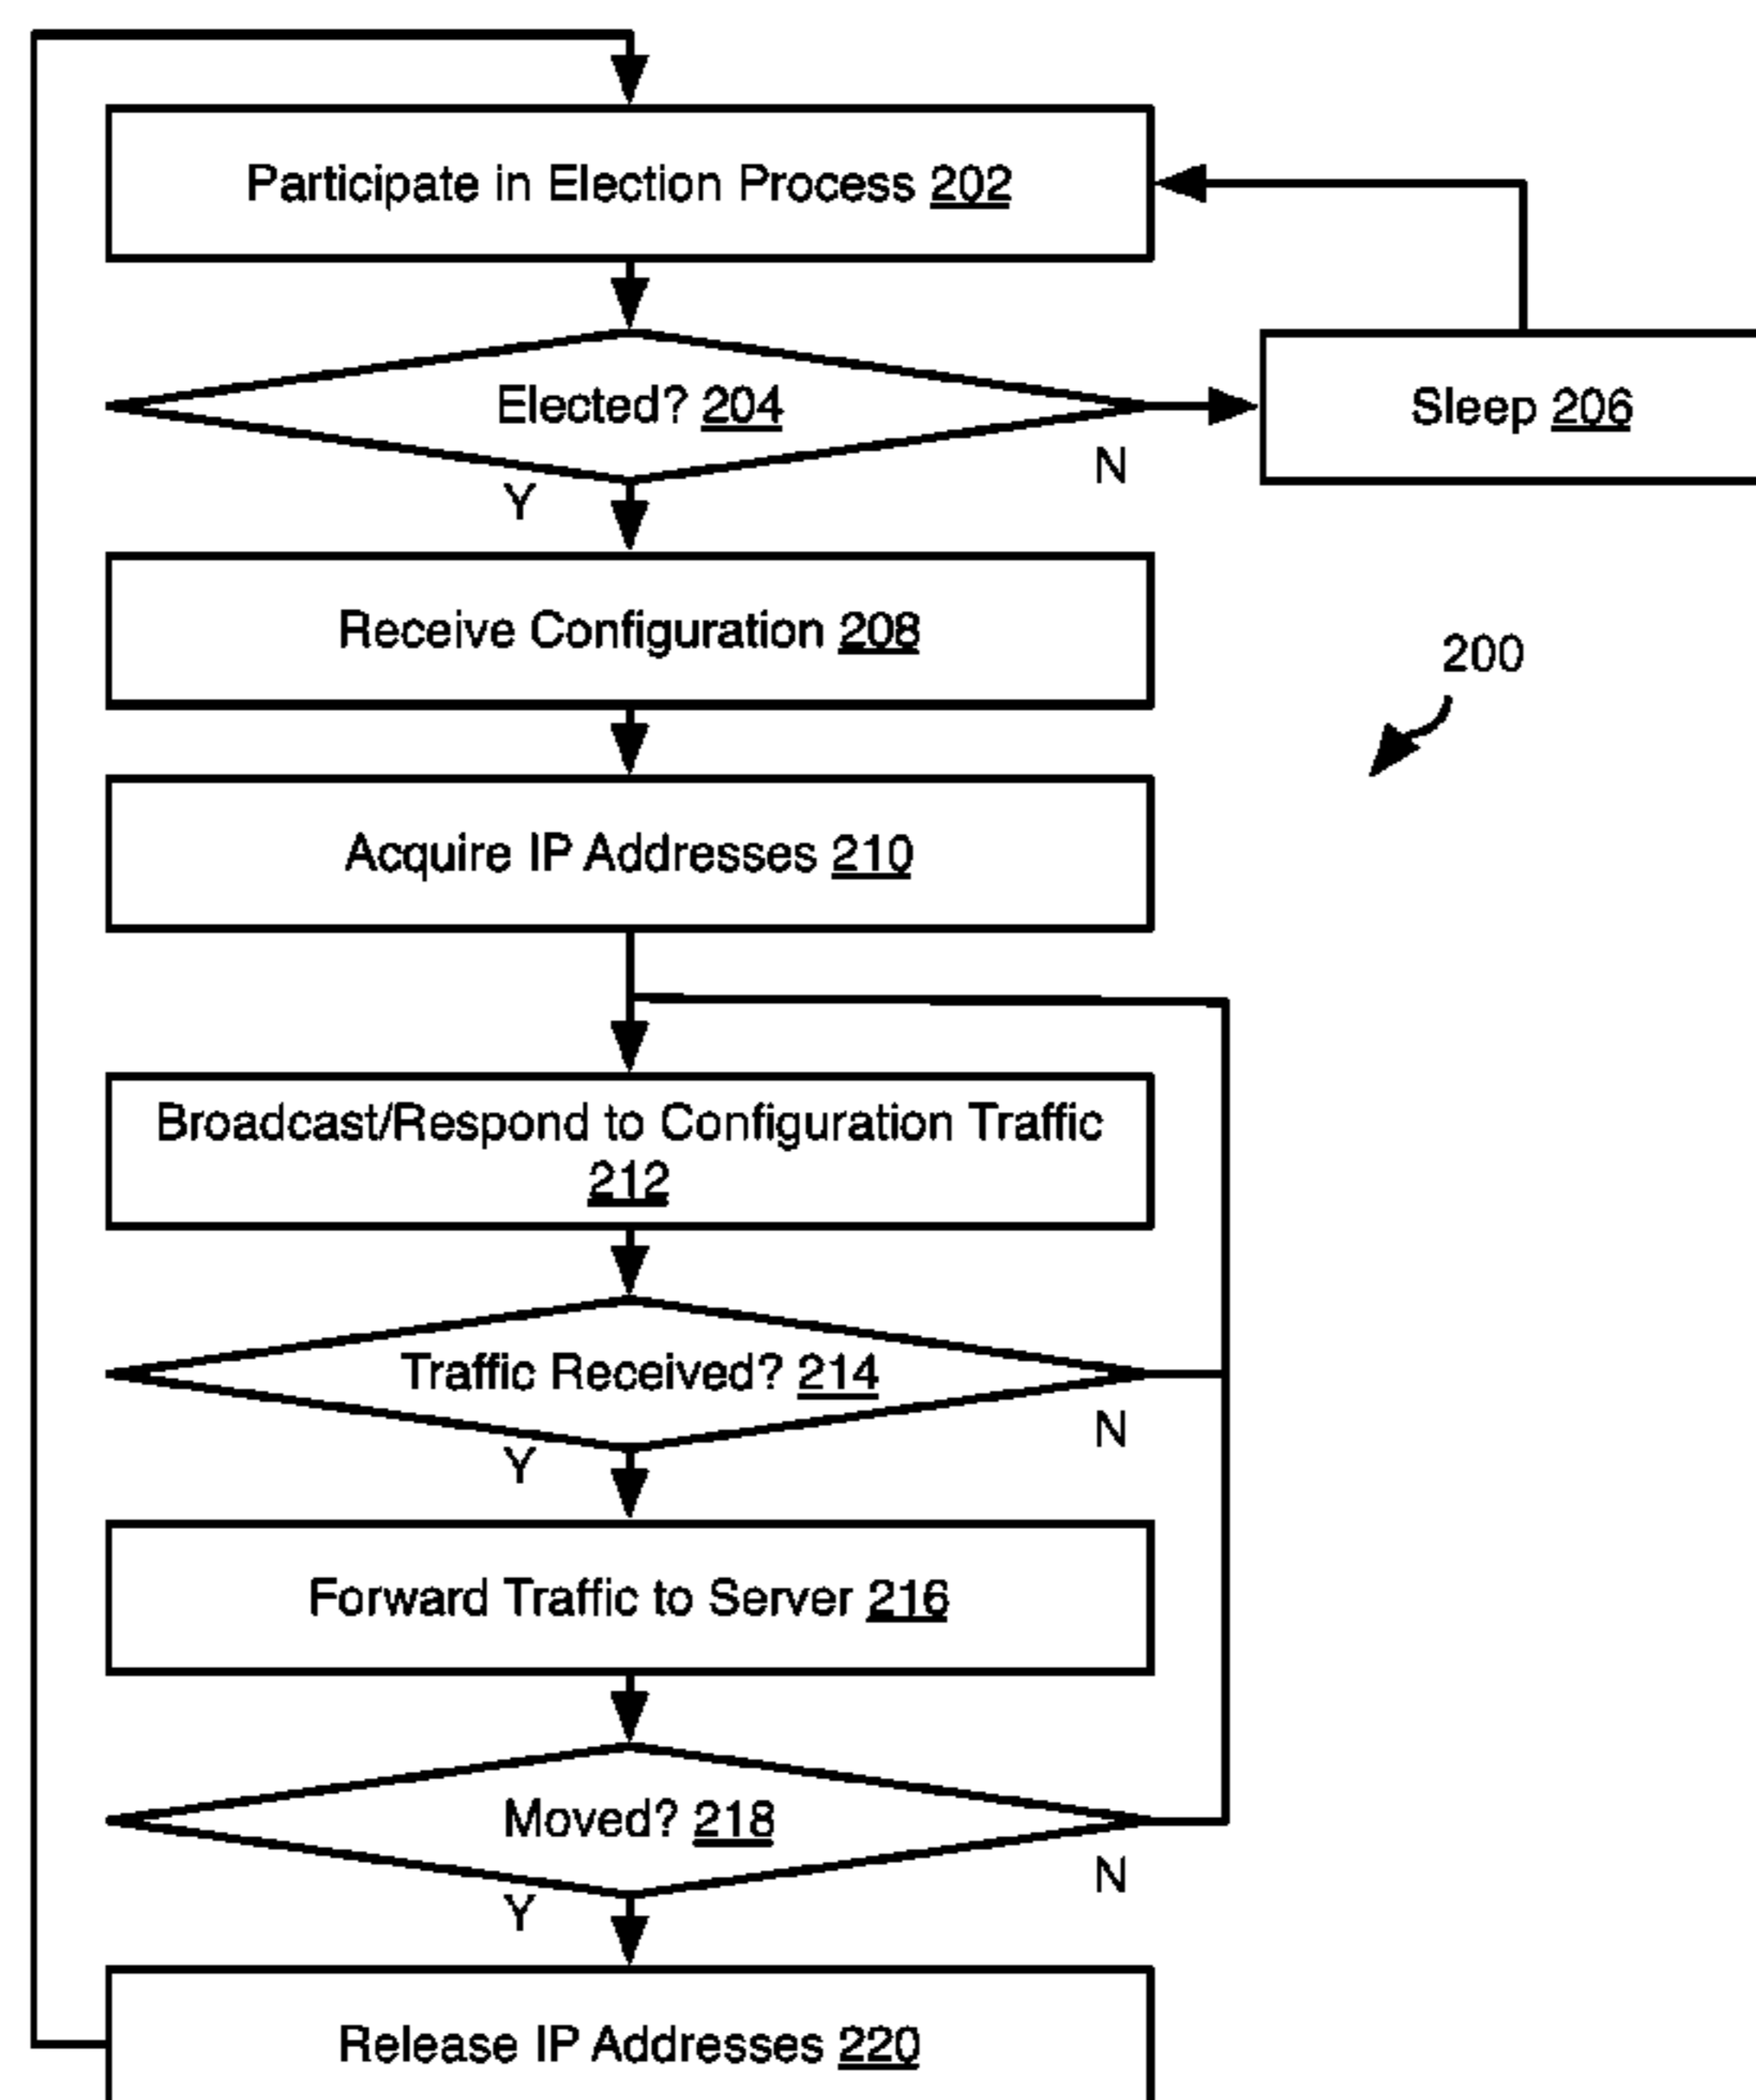 Participate in Election Process 202
Elected? 204
Sleep 206
N
Y
Receive Configuration 208
200
Acquire IP Addresses 210
Broadcast/Respond to Configuration Traffic
212
Traffic Received? 214
N
Y
Forward Traffic to Server 216
Moved? 218
N
Y
Release IP Addresses 220